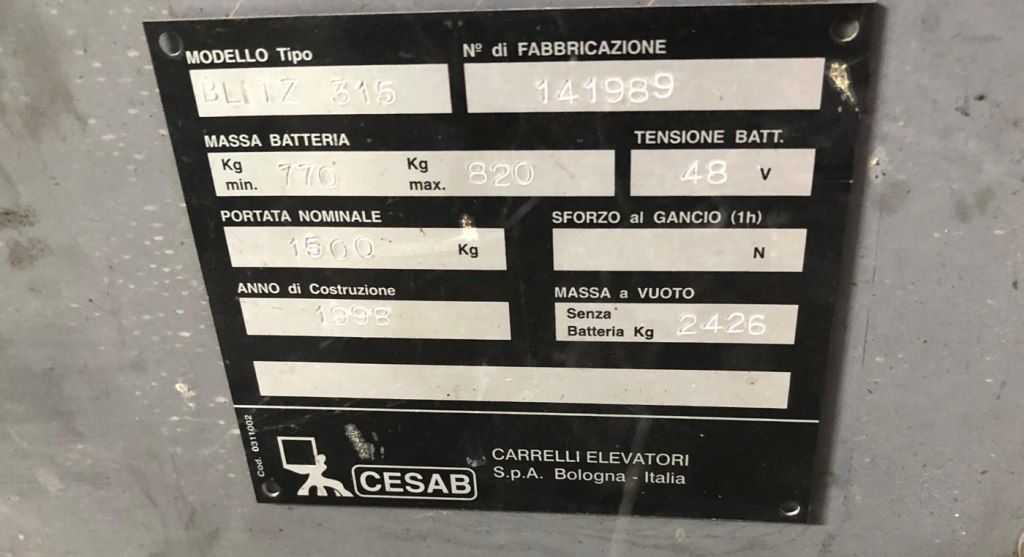 MODELLO Tipo
Nº di FABBRICAZIONE
BLITZ 315
141989
MASSA BATTERIA
TENSIONE BATT.
Kg min. 770 Kg max. 820
48 V
PORTATA NOMINALE
SFORZO al GANCIO (1h)
1500 Kg
N
ANNO di Costruzione
MASSA a VUOTO
1998
Senza
Batteria Kg 2426
Cod. 0311002
CESAB
CARRELLI ELEVATORI
S.p.A. Bologna - Italia